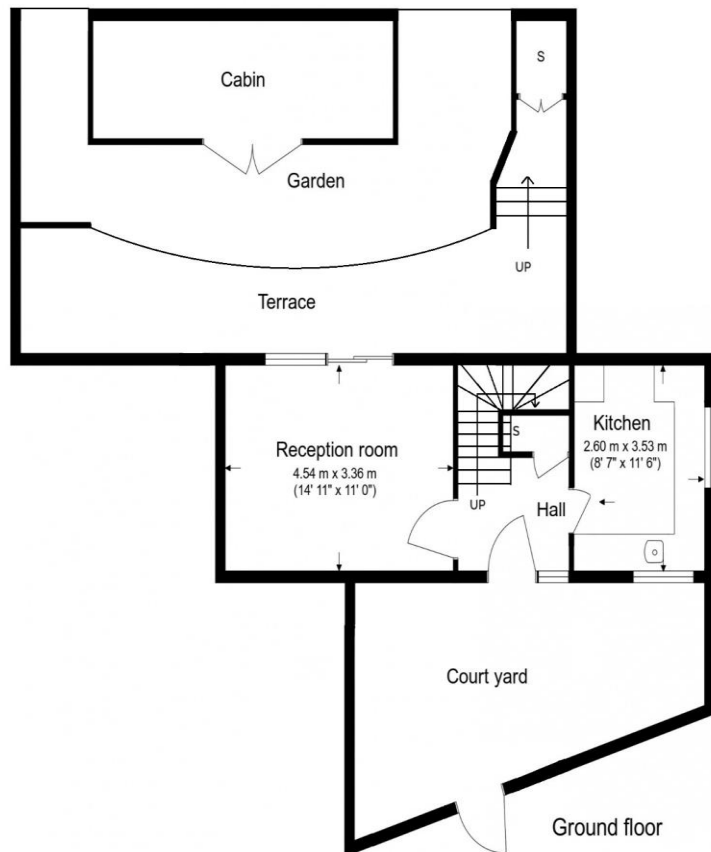 S
Cabin
Garden
UP
Terrace
Reception room
4.54 m x 3.36 m
(14' 11" x 11' 0")
S
Kitchen
2.60 m x 3.53 m
(8' 7" x 11' 6")
UP
Hall
Court yard
Ground floor